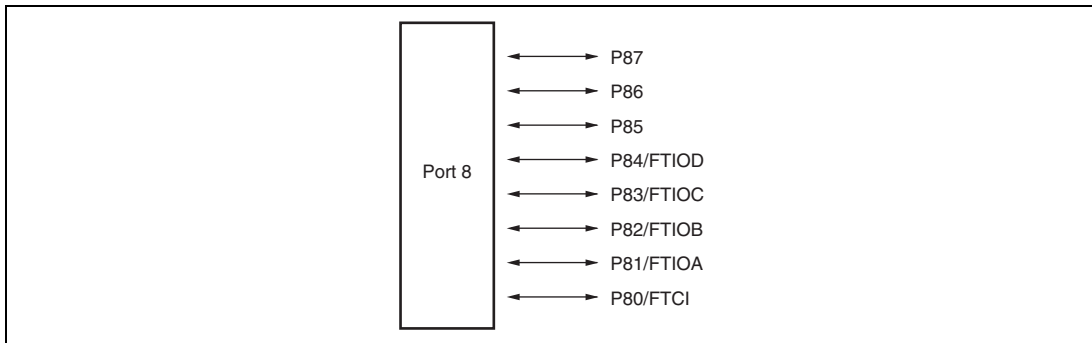 Port 8
P87
P86
P85
P84/FTIOD
P83/FTIOC
P82/FTIOB
P81/FTIOA
P80/FTCI